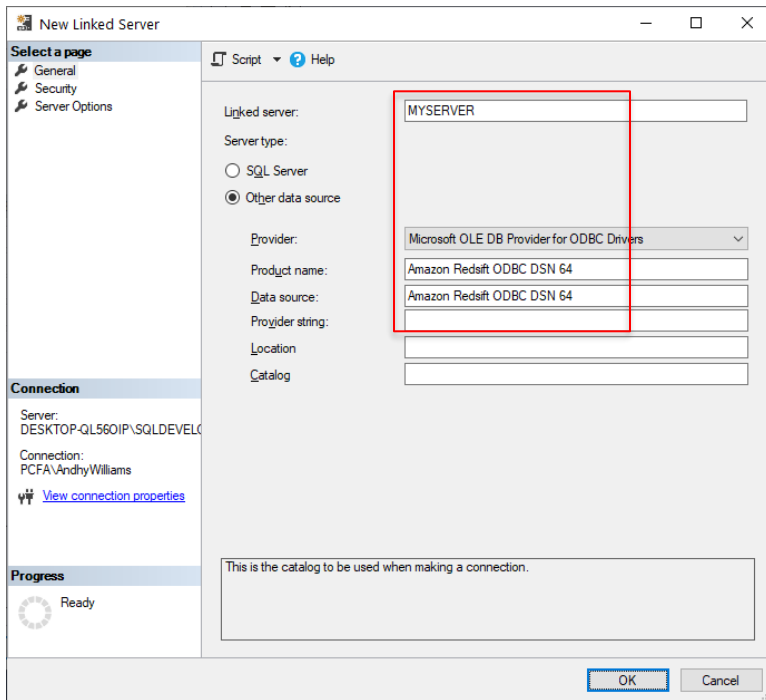 New Linked Server
Select a page
General
Security
Server Options
Script
Help
Linked server:
MYSERVER
Server type:
SQL Server
Other data source
Provider:
Microsoft OLE DB Provider for ODBC Drivers
Product name:
Amazon Redsift ODBC DSN 64
Data source:
Amazon Redsift ODBC DSN 64
Provider string:
Location
Catalog
Connection
Server:
DESKTOP-QL56OIP\SQLDEVELO
Connection:
PCFA\AndhyWilliams
View connection properties
Progress
Ready
This is the catalog to be used when making a connection.
OK
Cancel